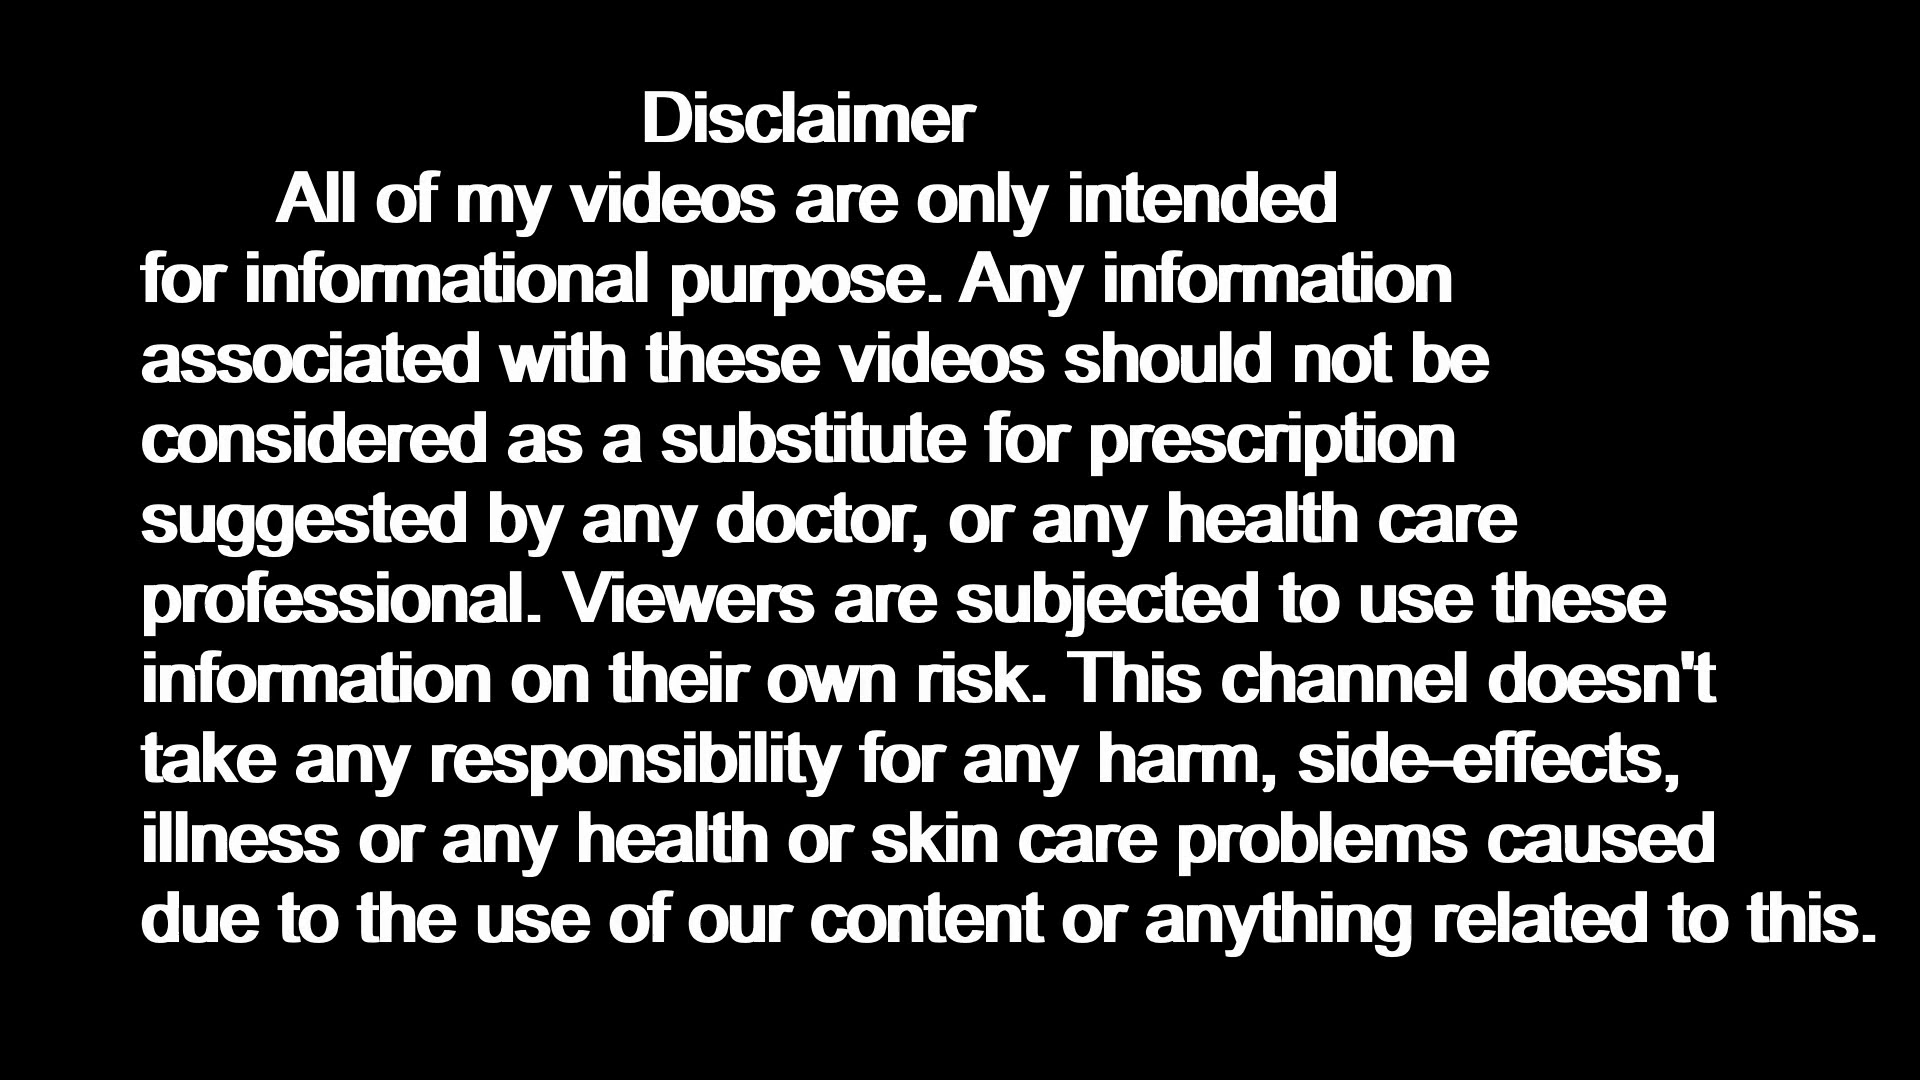 Disclaimer
All of my videos are only intended
for informational purpose. Any information
associated with these videos should not be
considered as a substitute for prescription
suggested by any doctor, or any health care
professional. Viewers are subjected to use these
information on their own risk. This channel doesn't
take any responsibility for any harm, side-effects,
illness or any health or skin care problems caused
due to the use of our content or anything related to this.